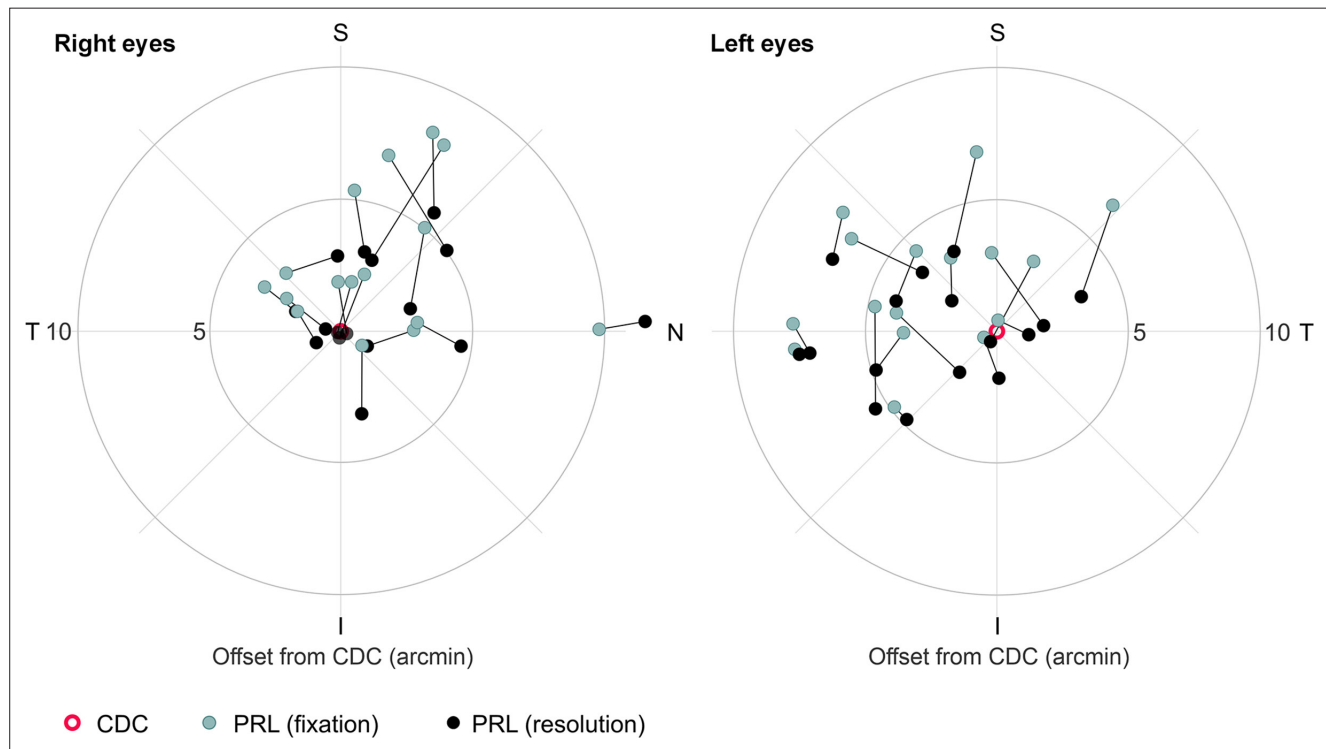 Right eyes
S
T 10
5
N
I
Offset from CDC (arcmin)
Left eyes
S
5
10 T
I
Offset from CDC (arcmin)
CDC
PRL (fixation)
PRL (resolution)